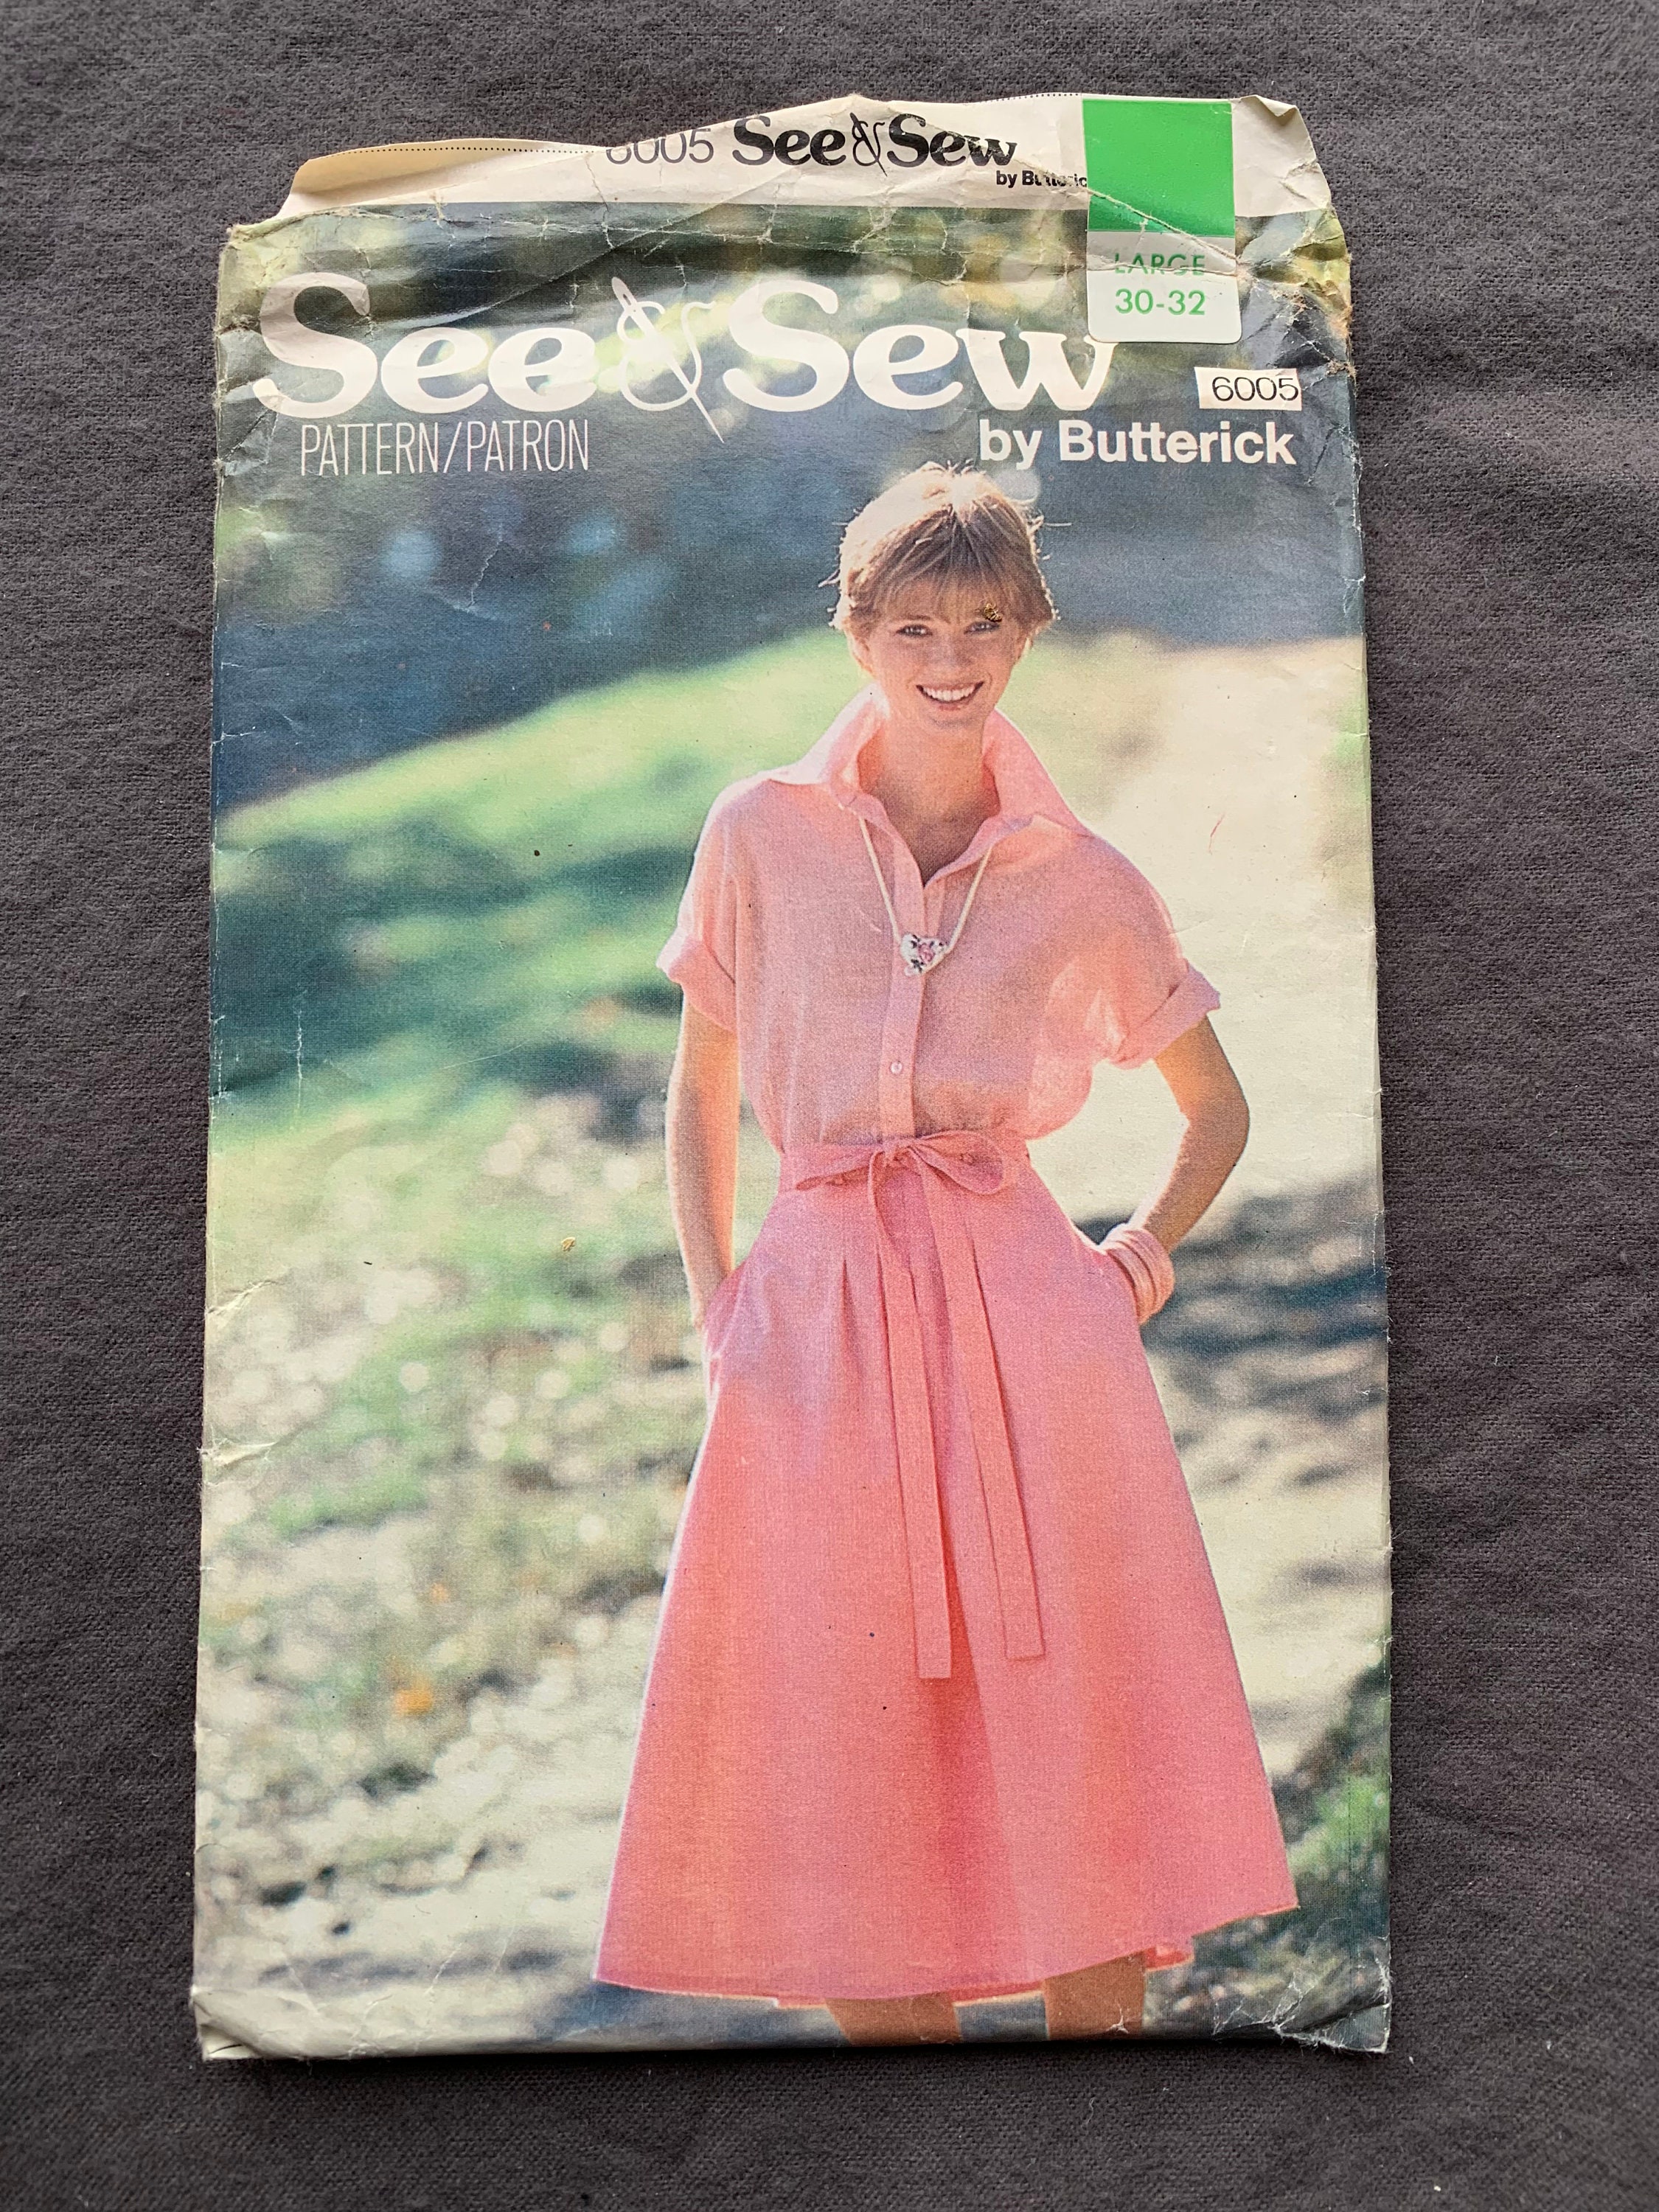 6005 See & Sew
by Butterick
LARGE
30-32
See & Sew
6005
PATTERN/PATRON
by Butterick